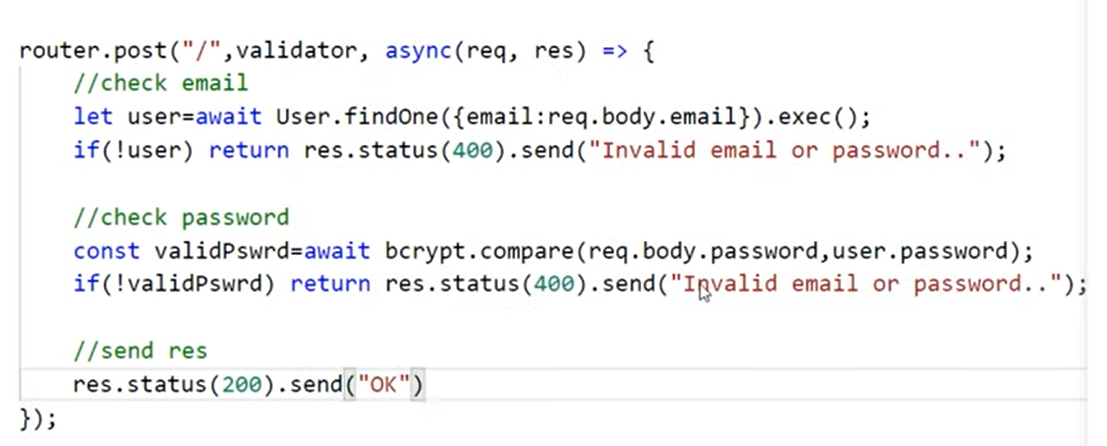 router.post("/",validator, async(req, res) => {
//check email
let user=await User.findOne({email:req.body.email}).exec();
if(!user) return res.status(400).send("Invalid email or password..");
//check password
const validPswrd=await bcrypt.compare(req.body.password,user.password);
if(!validPswrd) return res.status(400).send("Invalid email or password..");
//send res
res.status(200).send("OK")
});